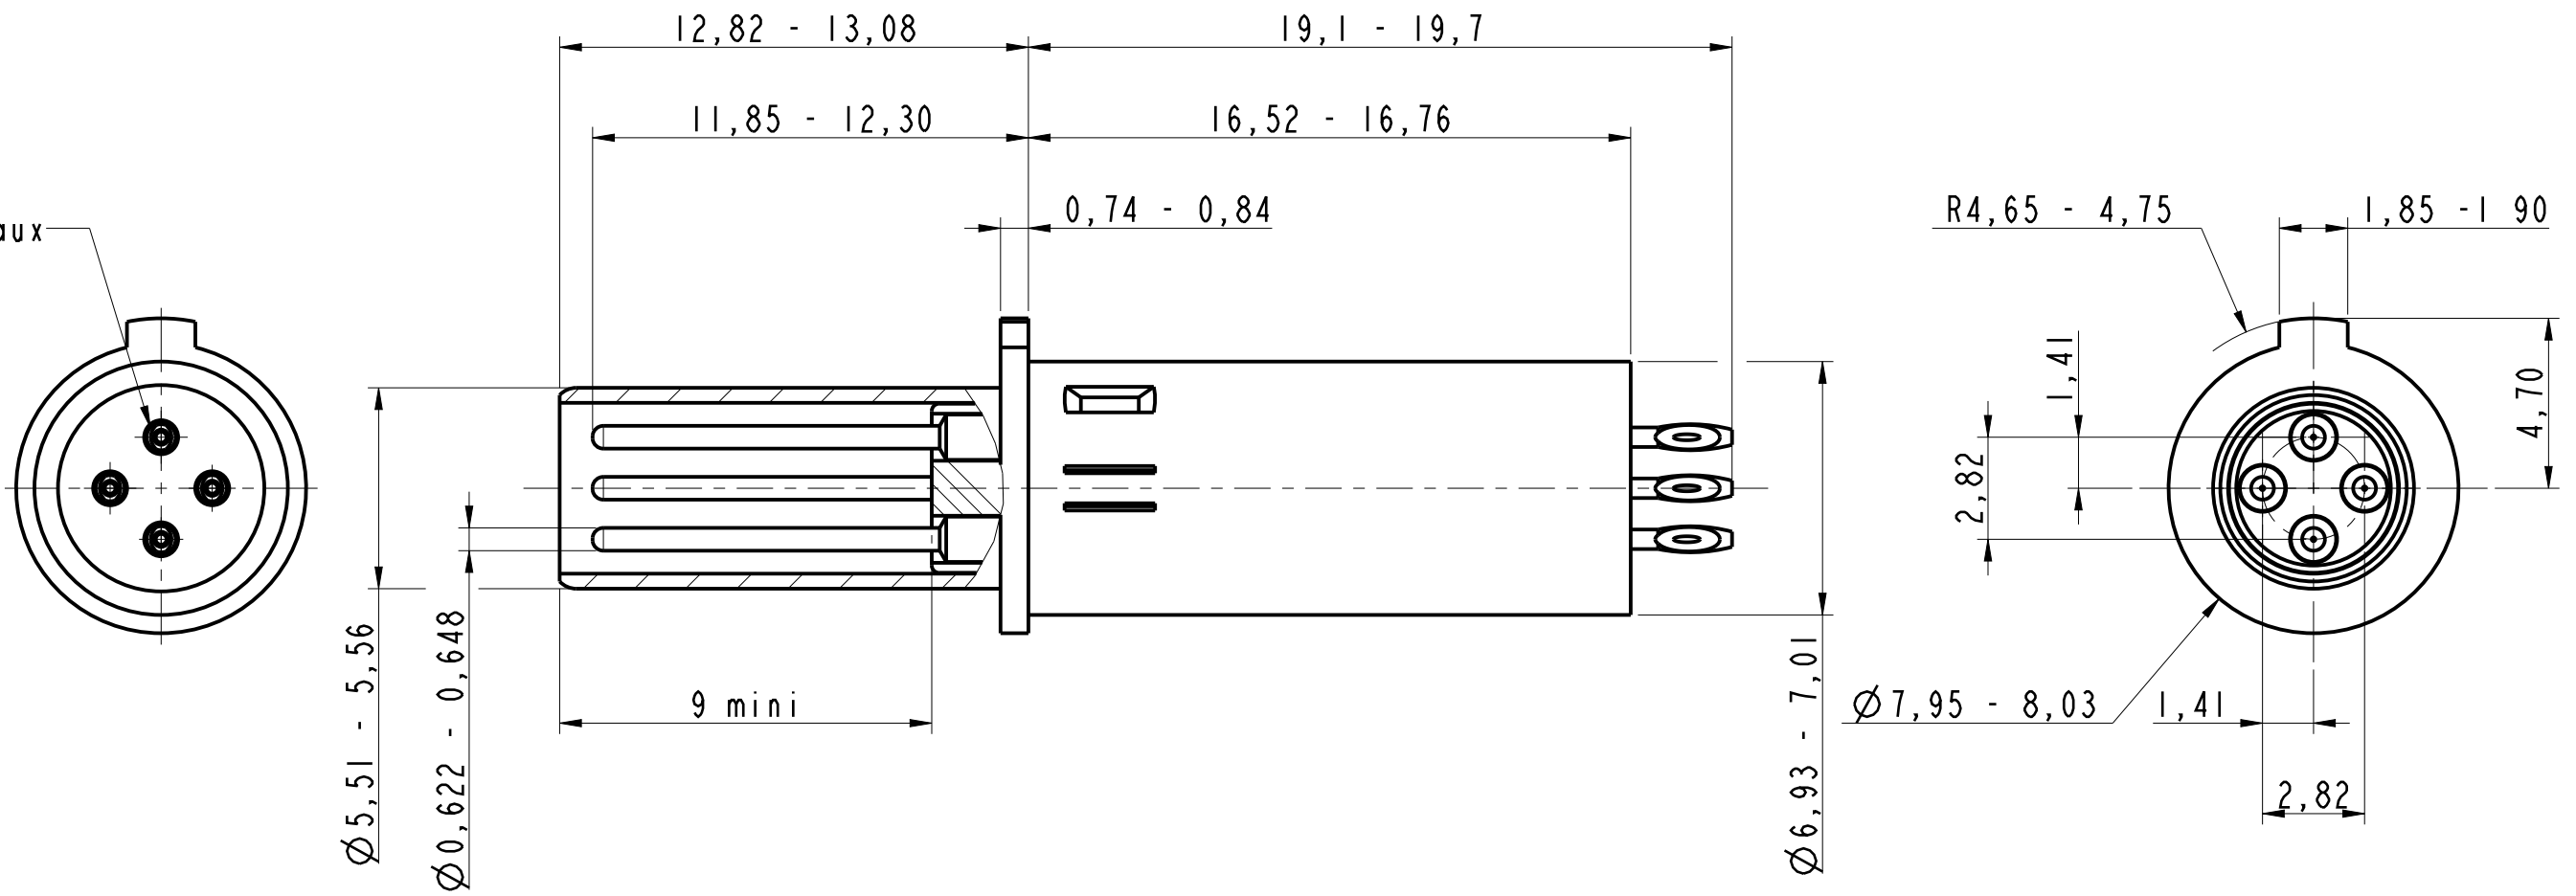 12,82 - 13,08
19,1 - 19,7
11,85 - 12,30
16,52 - 16,76
0,74 - 0,84
R4,65 - 4,75
1,85 -1 90
aux
1,41
4,70
2,82
Ø5,51 - 5,56
Ø0,622 - 0,648
9 mini
Ø6,93 - 7,01
Ø7,95 - 8,03
1,41
2,82